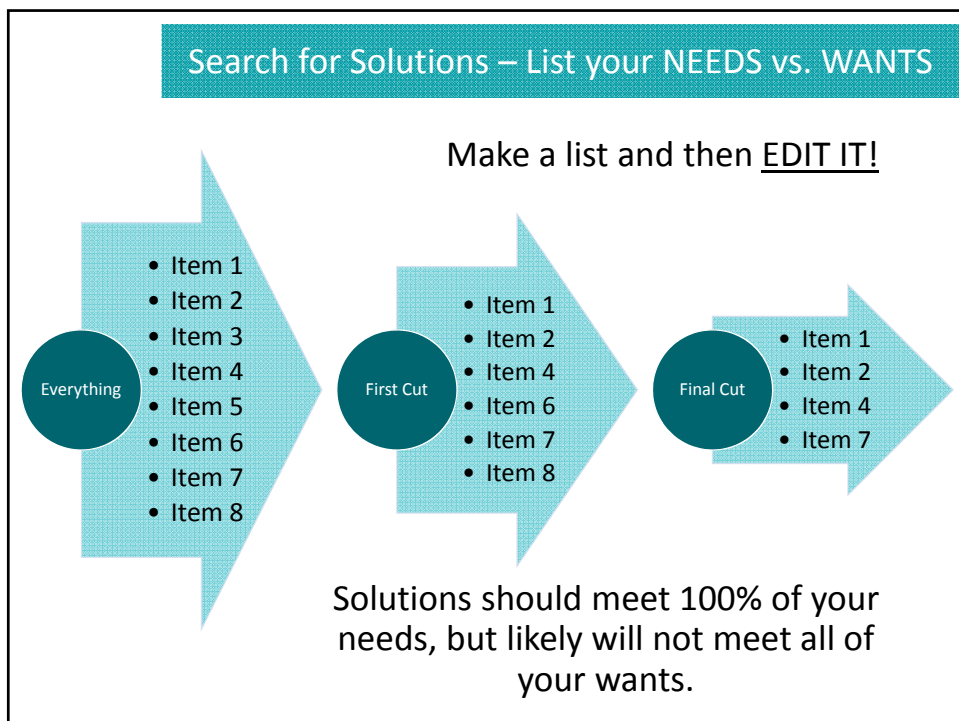 Search for Solutions – List your NEEDS vs. WANTS
Make a list and then EDIT IT!
Everything
• Item 1
• Item 2
• Item 3
• Item 4
• Item 5
• Item 6
• Item 7
• Item 8
First Cut
• Item 1
• Item 2
• Item 4
• Item 6
• Item 7
• Item 8
Final Cut
• Item 1
• Item 2
• Item 4
• Item 7
Solutions should meet 100% of your
needs, but likely will not meet all of
your wants.